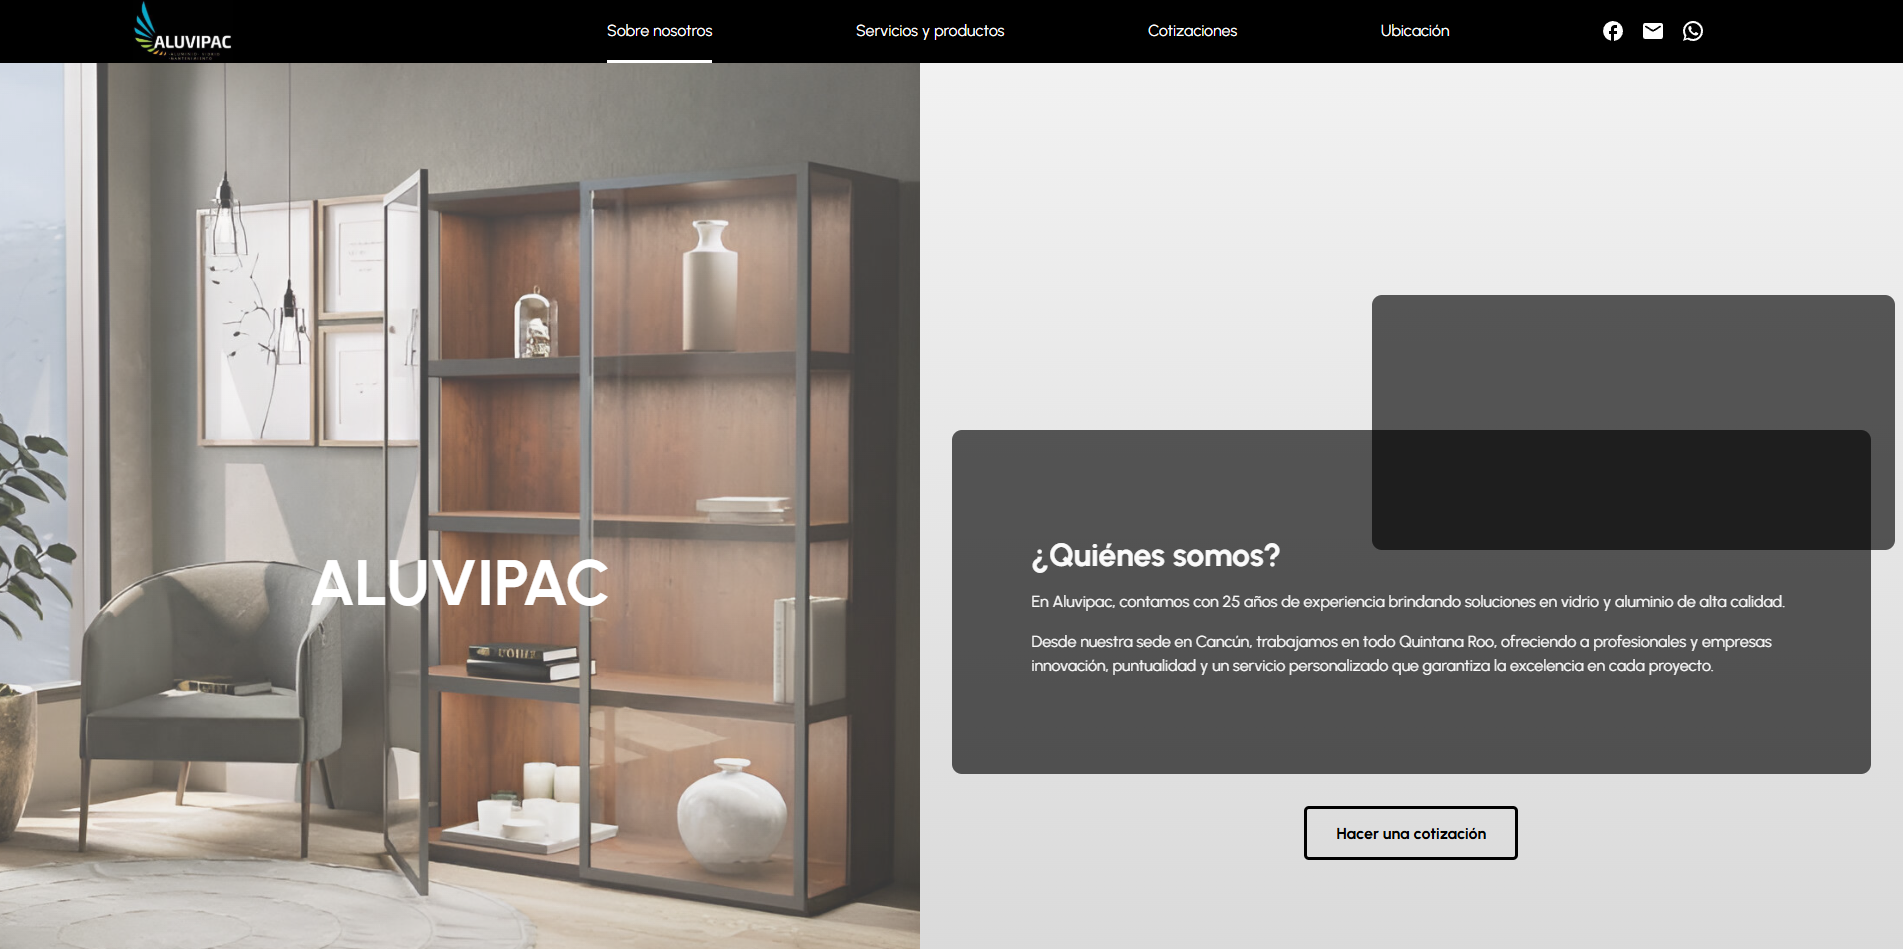 ALUVIPAC
Sobre nosotros
Servicios y productos
Cotizaciones
Ubicación
ALUVIPAC
¿Quiénes somos?
En Aluvipac, contamos con 25 años de experiencia brindando soluciones en vidrio y aluminio de alta calidad.
Desde nuestra sede en Cancún, trabajamos en todo Quintana Roo, ofreciendo a profesionales y empresas
innovación, puntualidad y un servicio personalizado que garantiza la excelencia en cada proyecto.
Hacer una cotización